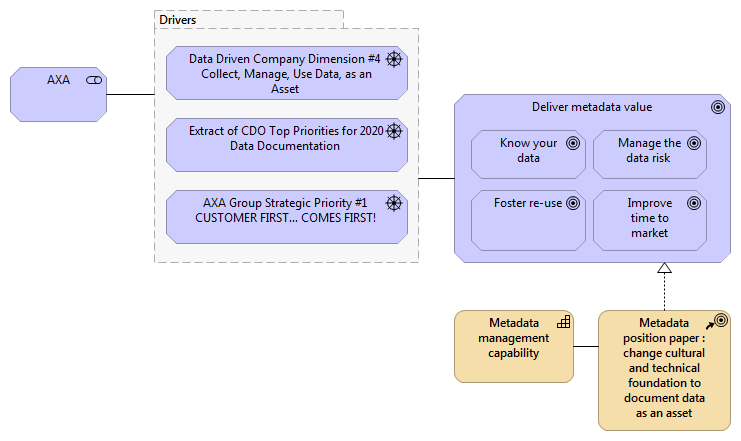 Drivers
AXA
Data Driven Company Dimension #4
Collect, Manage, Use Data, as an
Asset
Extract of CDO Top Priorities for 2020
Data Documentation
AXA Group Strategic Priority #1
CUSTOMER FIRST... COMES FIRST!
Deliver metadata value
Know your
data
Manage the
data risk
Foster re-use
Improve
time to
market
Metadata
management
capability
Metadata
position paper :
change cultural
and technical
foundation to
document data
as an asset